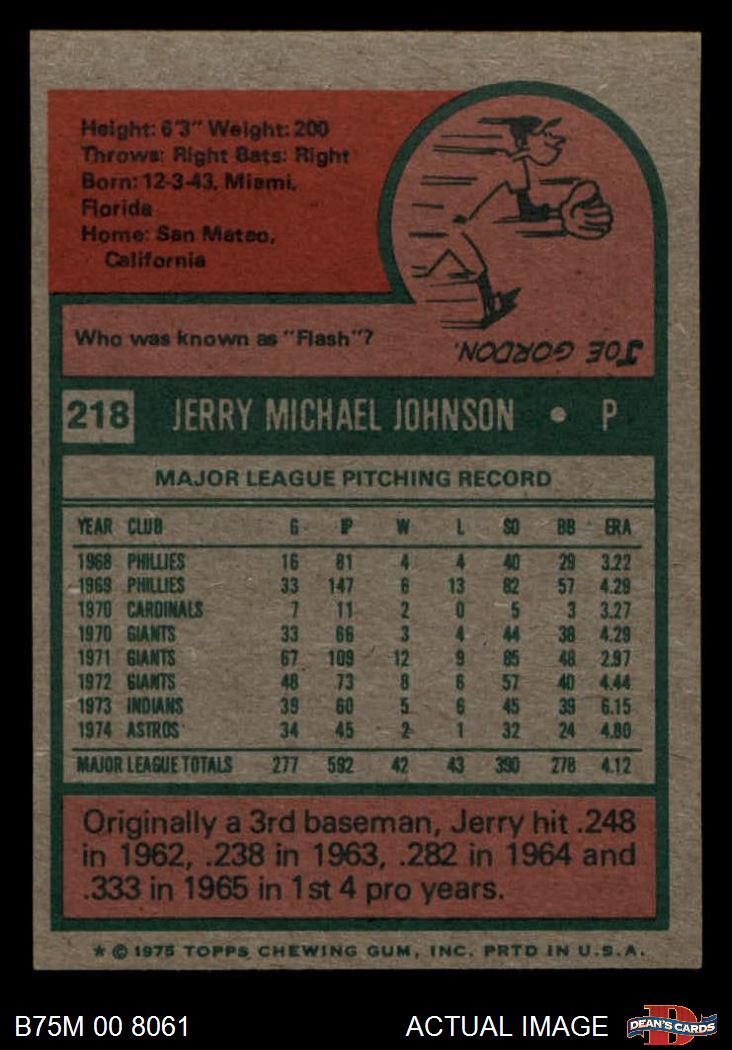 Height: 6'3" Weight: 200
Throws: Right Bats: Right
Born: 12-3-43, Miami,
Florida
Home: San Mateo,
California
Who was known as "Flash"?
JOE GORDON.
218 JERRY MICHAEL JOHNSON • P
MAJOR LEAGUE PITCHING RECORD
YEAR CLUB G IP W L SO BB ERA
1968 PHILLIES 16 81 4 4 40 29 3.22
1969 PHILLIES 33 147 6 13 82 57 4.29
1970 CARDINALS 7 11 2 0 5 3 3.27
1970 GIANTS 33 66 3 4 44 38 4.29
1971 GIANTS 67 109 12 9 85 48 2.97
1972 GIANTS 48 73 8 6 57 40 4.44
1973 INDIANS 39 60 5 6 45 39 6.15
1974 ASTROS 34 45 2 1 32 24 4.80
MAJOR LEAGUE TOTALS 277 592 42 43 390 278 4.12
Originally a 3rd baseman, Jerry hit .248
in 1962, .238 in 1963, .282 in 1964 and
.333 in 1965 in 1st 4 pro years.
* © 1975 TOPPS CHEWING GUM, INC. PRTD IN U.S.A.
B75M 00 8061 ACTUAL IMAGE DEAN'S CARDS